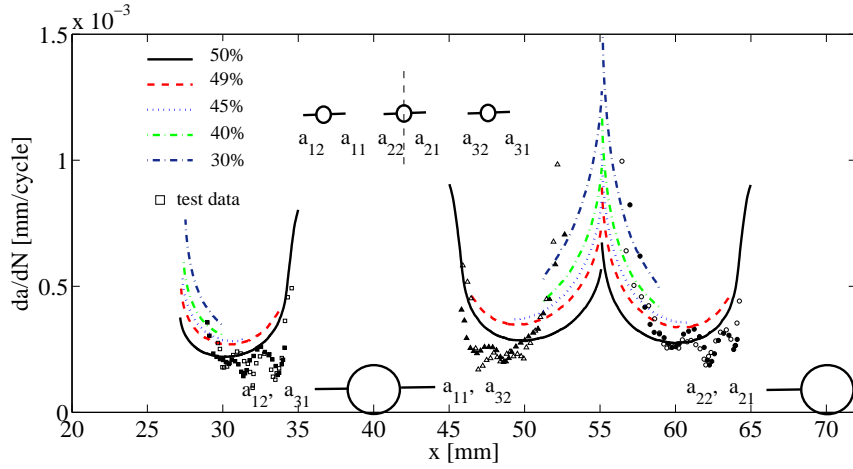 x 10⁻³
1.5
1
0.5
0
da/dN [mm/cycle]
50%
49%
45%
40%
30%
test data
a₁₂ a₁₁ a₂₂ a₂₁ a₃₂ a₃₁
a₁₂, a₃₁
a₁₁, a₃₂
a₂₂, a₂₁
20 25 30 35 40 45 50 55 60 65 70
x [mm]